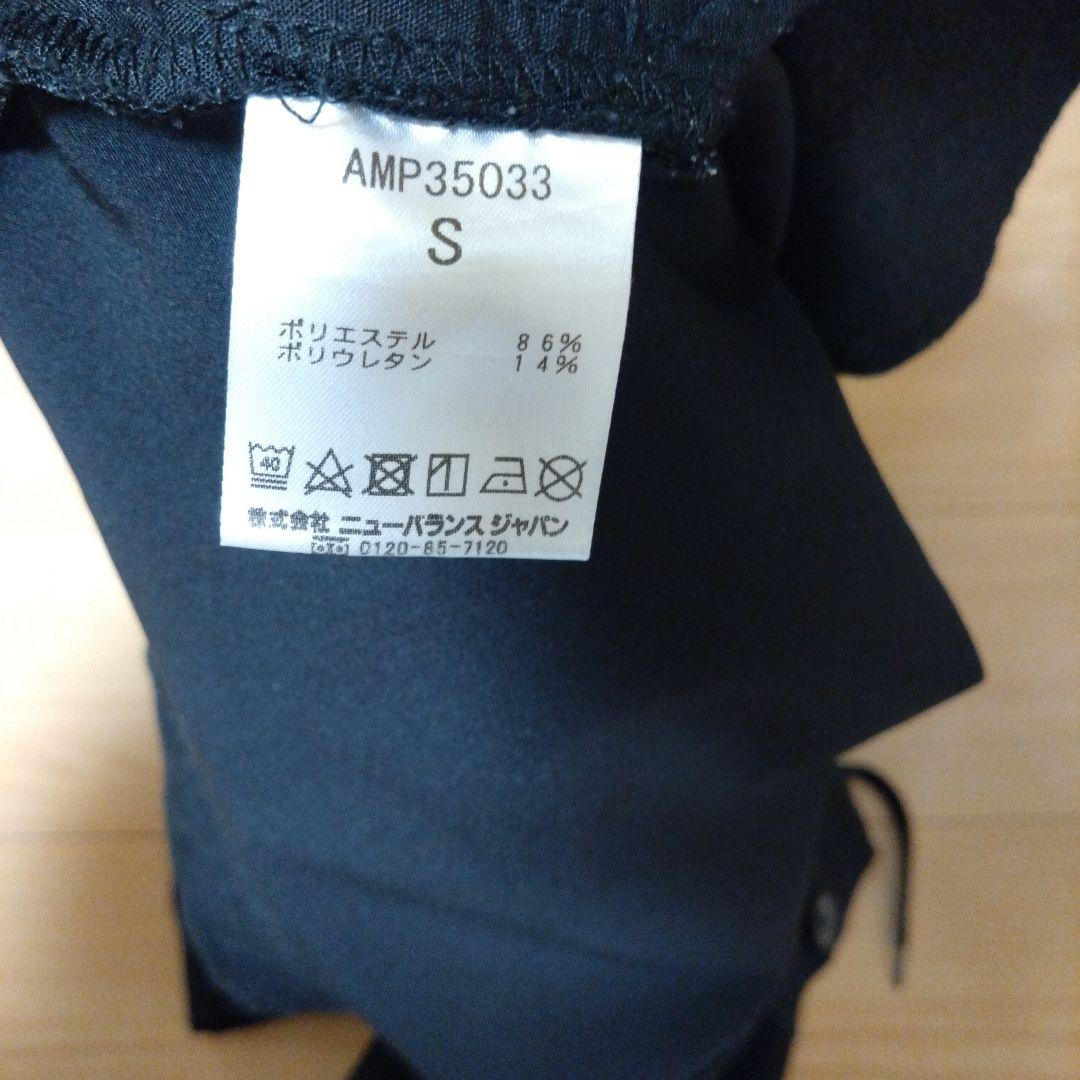 AMP35033
S
ポリエステル 86%
ポリウレタン 14%
40
株式会社 ニューバランス ジャパン
0120-85-7120